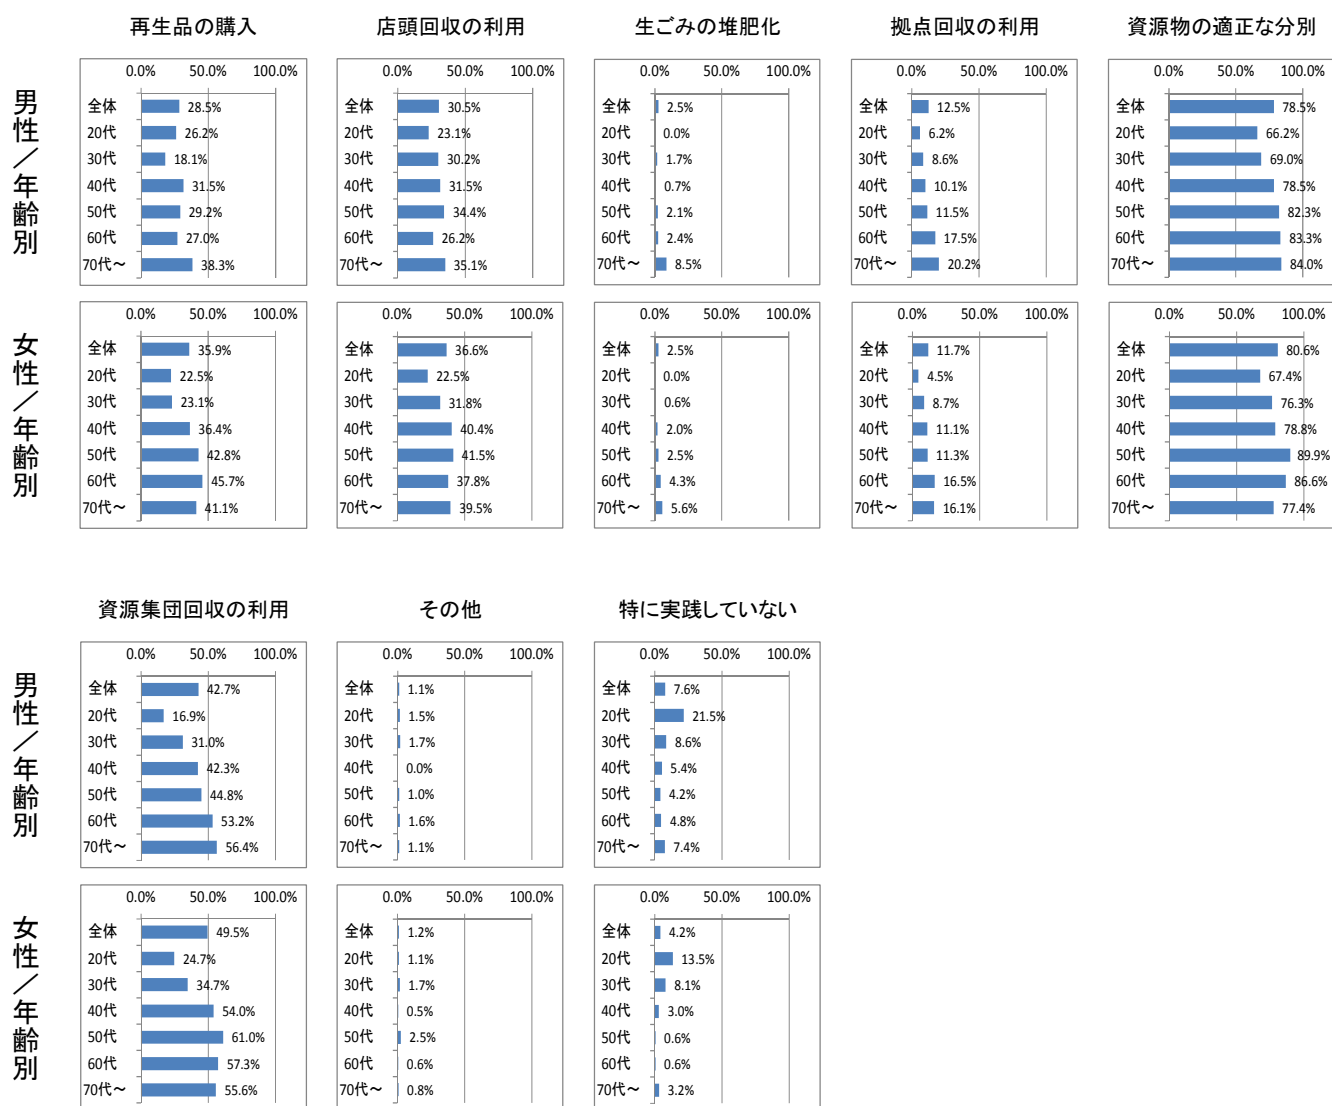 再生品の購入 店頭回収の利用 生ごみの堆肥化 拠点回収の利用 資源物の適正な分別
男性／年齢別
0.0% 50.0% 100.0%
全体 28.5%
20代 26.2%
30代 18.1%
40代 31.5%
50代 29.2%
60代 27.0%
70代～ 38.3%
0.0% 50.0% 100.0%
全体 30.5%
20代 23.1%
30代 30.2%
40代 31.5%
50代 34.4%
60代 26.2%
70代～ 35.1%
0.0% 50.0% 100.0%
全体 2.5%
20代 0.0%
30代 1.7%
40代 0.7%
50代 2.1%
60代 2.4%
70代～ 8.5%
0.0% 50.0% 100.0%
全体 12.5%
20代 6.2%
30代 8.6%
40代 10.1%
50代 11.5%
60代 17.5%
70代～ 20.2%
0.0% 50.0% 100.0%
全体 78.5%
20代 66.2%
30代 69.0%
40代 78.5%
50代 82.3%
60代 83.3%
70代～ 84.0%
女性／年齢別
0.0% 50.0% 100.0%
全体 35.9%
20代 22.5%
30代 23.1%
40代 36.4%
50代 42.8%
60代 45.7%
70代～ 41.1%
0.0% 50.0% 100.0%
全体 36.6%
20代 22.5%
30代 31.8%
40代 40.4%
50代 41.5%
60代 37.8%
70代～ 39.5%
0.0% 50.0% 100.0%
全体 2.5%
20代 0.0%
30代 0.6%
40代 2.0%
50代 2.5%
60代 4.3%
70代～ 5.6%
0.0% 50.0% 100.0%
全体 11.7%
20代 4.5%
30代 8.7%
40代 11.1%
50代 11.3%
60代 16.5%
70代～ 16.1%
0.0% 50.0% 100.0%
全体 80.6%
20代 67.4%
30代 76.3%
40代 78.8%
50代 89.9%
60代 86.6%
70代～ 77.4%
資源集団回収の利用 その他 特に実践していない
男性／年齢別
0.0% 50.0% 100.0%
全体 42.7%
20代 16.9%
30代 31.0%
40代 42.3%
50代 44.8%
60代 53.2%
70代～ 56.4%
0.0% 50.0% 100.0%
全体 1.1%
20代 1.5%
30代 1.7%
40代 0.0%
50代 1.0%
60代 1.6%
70代～ 1.1%
0.0% 50.0% 100.0%
全体 7.6%
20代 21.5%
30代 8.6%
40代 5.4%
50代 4.2%
60代 4.8%
70代～ 7.4%
女性／年齢別
0.0% 50.0% 100.0%
全体 49.5%
20代 24.7%
30代 34.7%
40代 54.0%
50代 61.0%
60代 57.3%
70代～ 55.6%
0.0% 50.0% 100.0%
全体 1.2%
20代 1.1%
30代 1.7%
40代 0.5%
50代 2.5%
60代 0.6%
70代～ 0.8%
0.0% 50.0% 100.0%
全体 4.2%
20代 13.5%
30代 8.1%
40代 3.0%
50代 0.6%
60代 0.6%
70代～ 3.2%